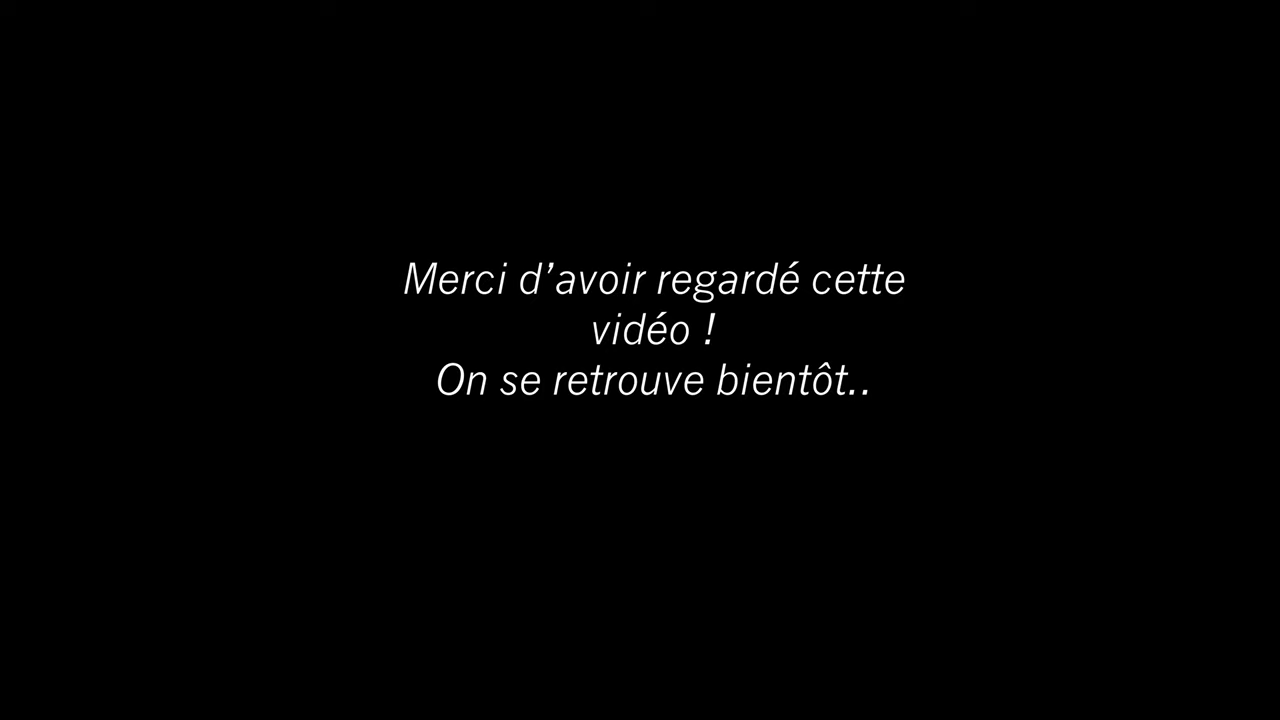 Merci d’avoir regardé cette
vidéo !
On se retrouve bientôt..